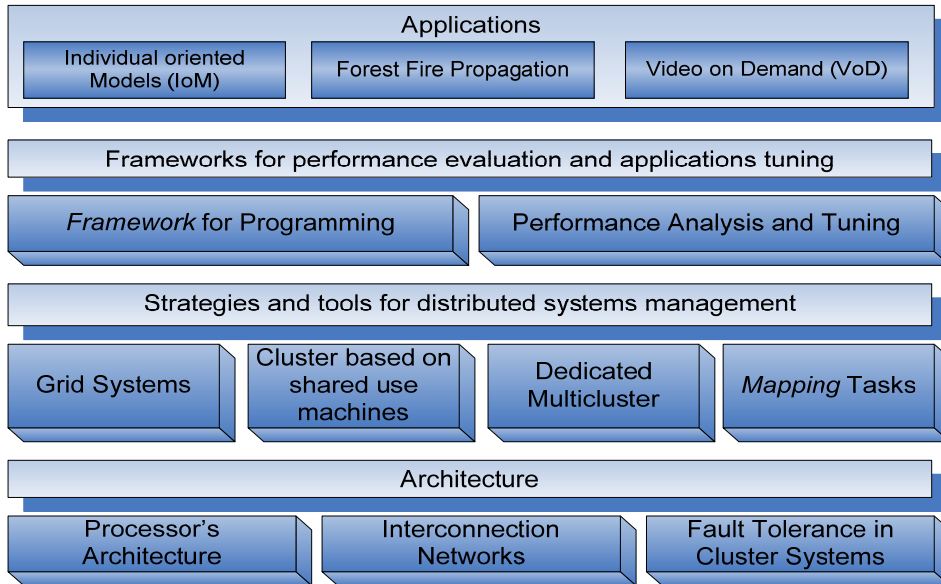 Applications
Individual oriented
Models (IoM)
Forest Fire Propagation
Video on Demand (VoD)
Frameworks for performance evaluation and applications tuning
Framework for Programming
Performance Analysis and Tuning
Strategies and tools for distributed systems management
Grid Systems
Cluster based on
shared use
machines
Dedicated
Multicluster
Mapping Tasks
Architecture
Processor's
Architecture
Interconnection
Networks
Fault Tolerance in
Cluster Systems